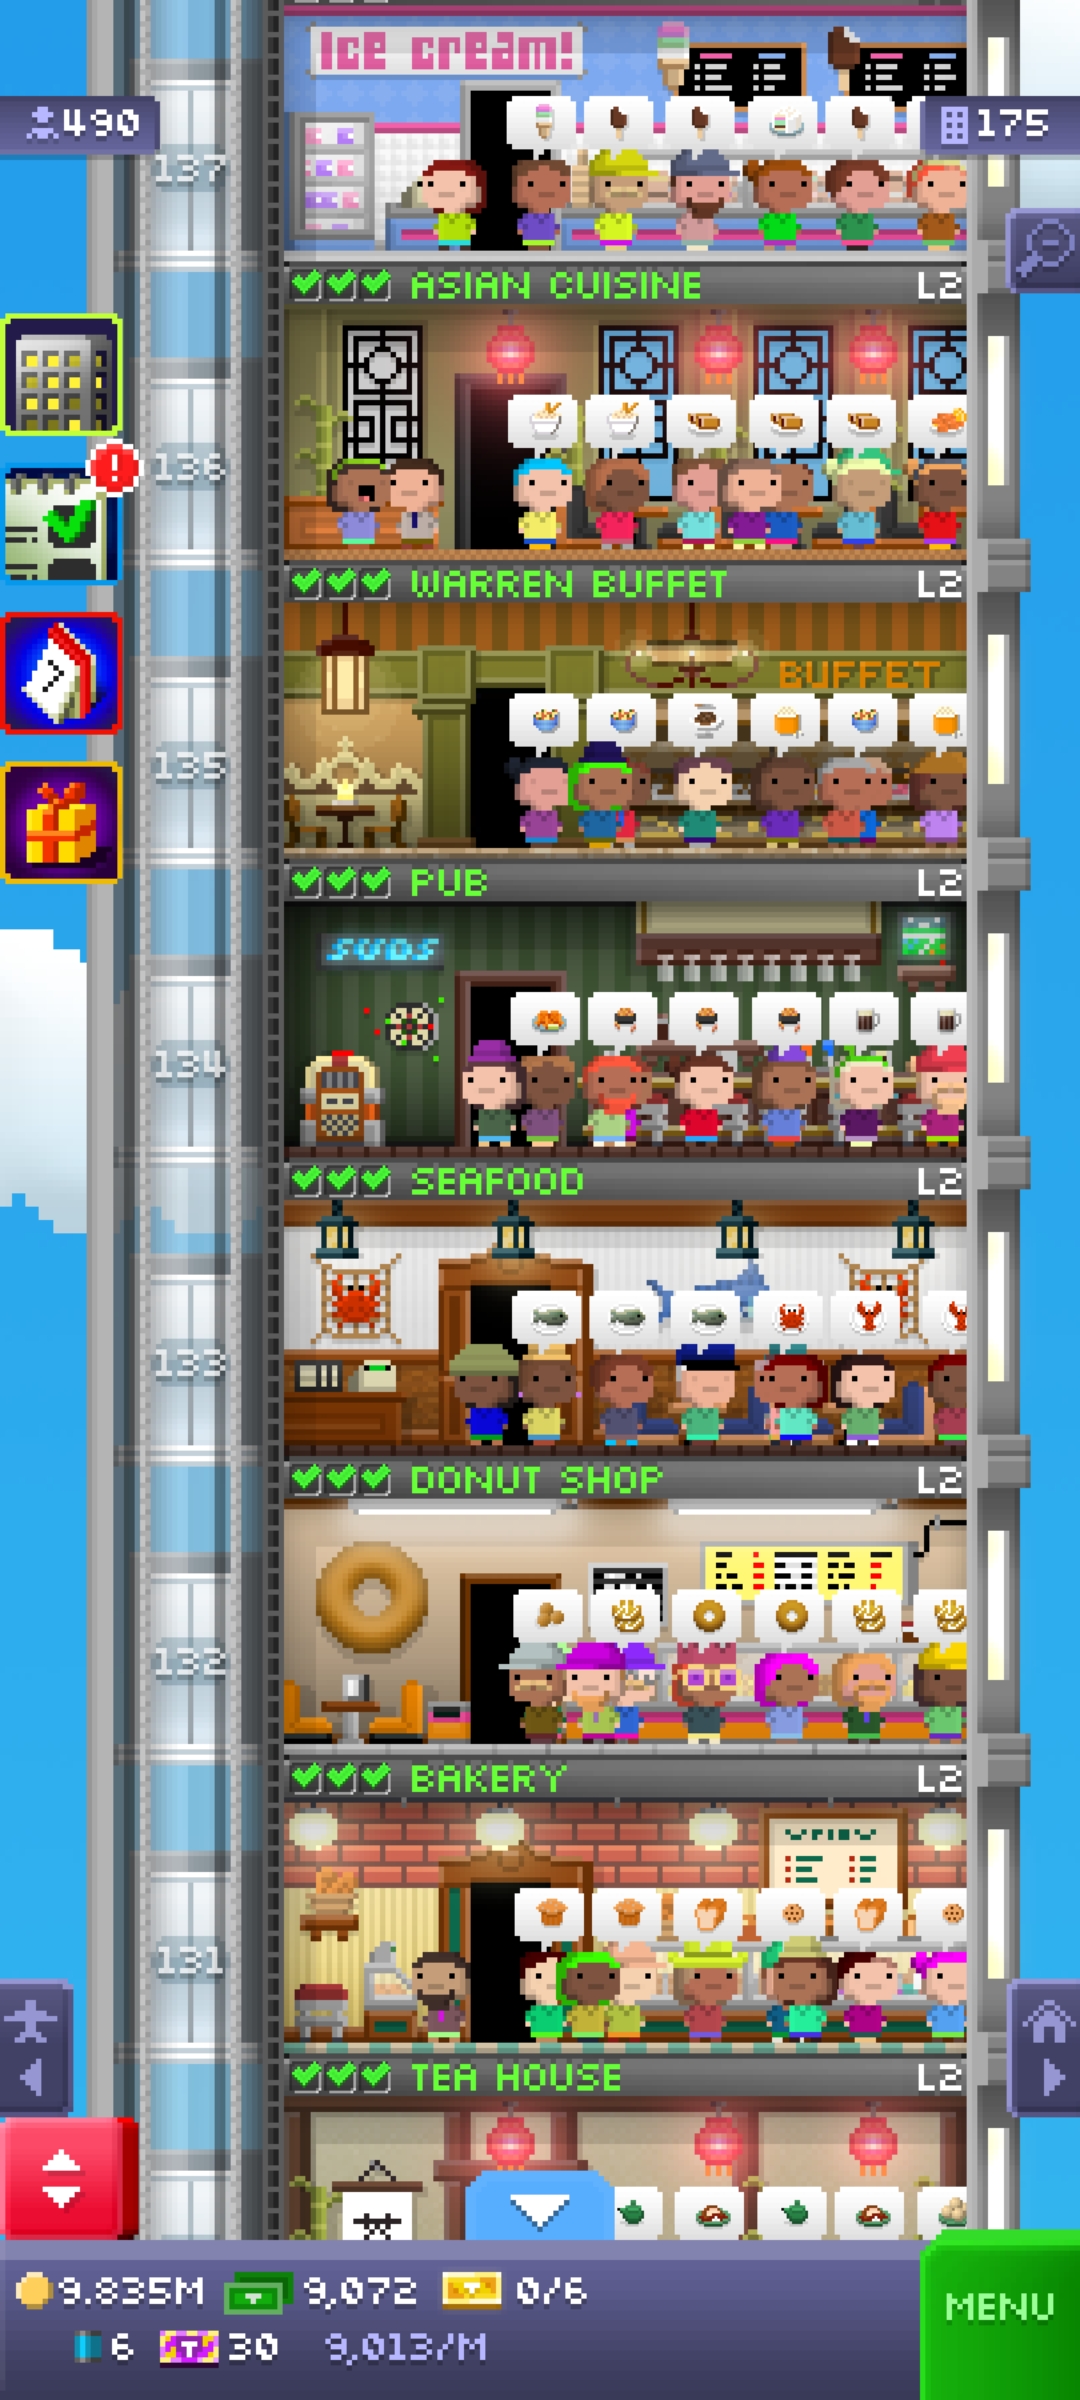 Ice cream!
490
175
137
ASIAN CUISINE L2
136
WARREN BUFFET L2
BUFFET
135
PUB L2
SUDS
134
SEAFOOD L2
133
DONUT SHOP L2
132
BAKERY L2
131
TEA HOUSE L2
9.835M 9,072 0/6
MENU
6 30 9,013/M